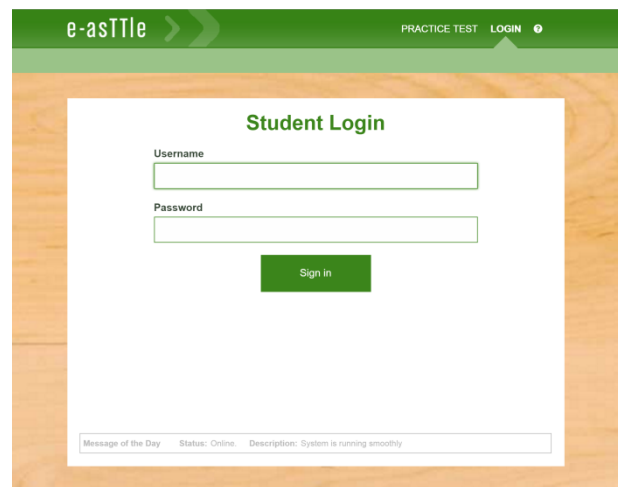 e-asTTle
PRACTICE TEST LOGIN ?
Student Login
Username
Password
Sign in
Message of the Day Status: Online. Description: System is running smoothly